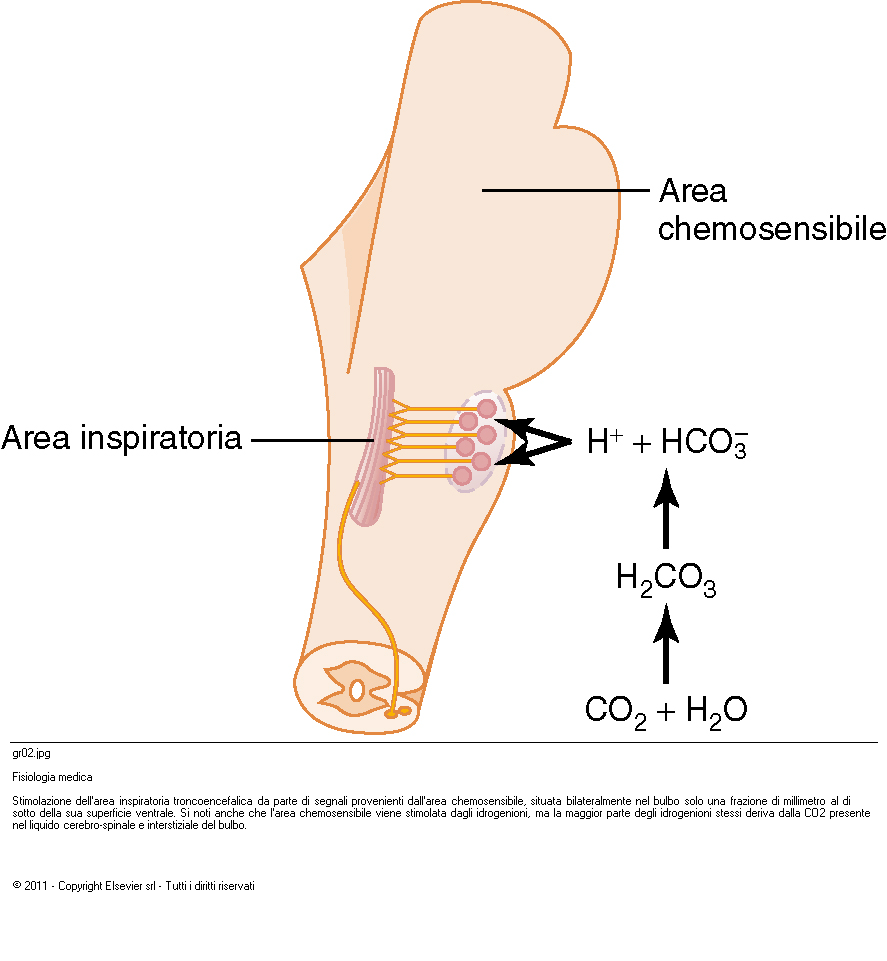 Area
chemosensibile
Area inspiratoria
H⁺ + HCO₃⁻
H₂CO₃
CO₂ + H₂O
gr02.jpg
Fisiologia medica
Stimolazione dell'area inspiratoria troncoencefalica da parte di segnali provenienti dall'area chemosensibile, situata bilateralmente nel bulbo solo una frazione di millimetro al di
sotto della sua superficie ventrale. Si noti anche che l'area chemosensibile viene stimolata dagli idrogenioni, ma la maggior parte degli idrogenioni stessi deriva dalla CO2 presente
nel liquido cerebro-spinale e interstiziale del bulbo.
© 2011 - Copyright Elsevier srl - Tutti i diritti riservati